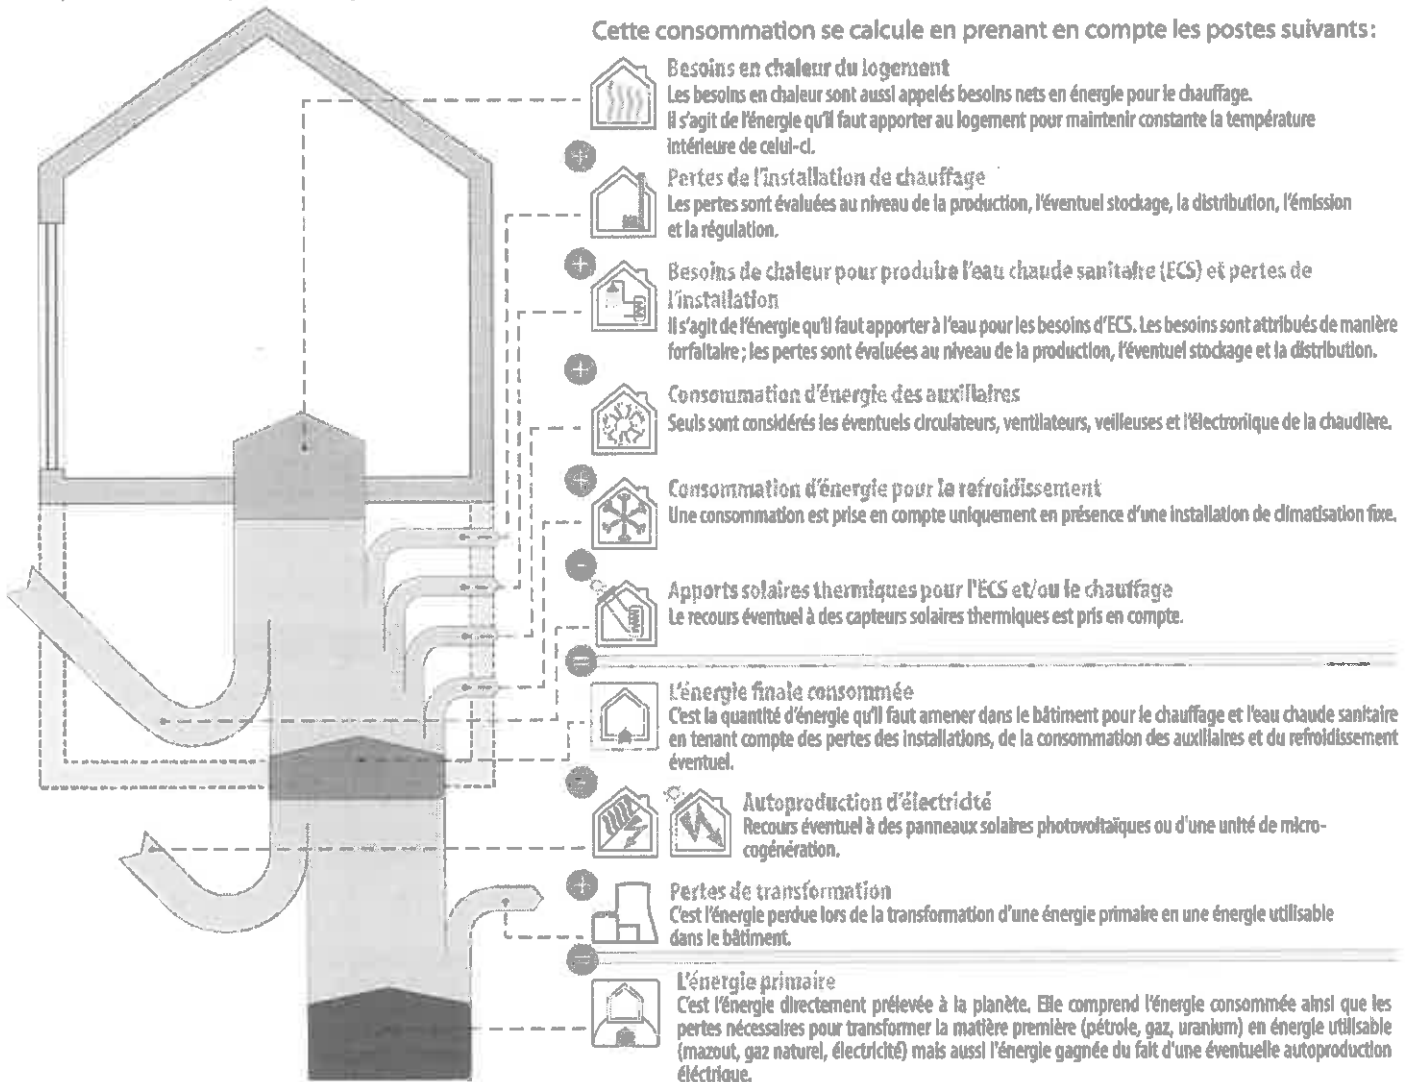 Cette consommation se calcule en prenant en compte les postes suivants:
Besoins en chaleur du logement
Les besoins en chaleur sont aussi appelés besoins nets en énergie pour le chauffage.
Il s'agit de l'énergie qu'il faut apporter au logement pour maintenir constante la température
intérieure de celui-ci.
+
Pertes de l'installation de chauffage
Les pertes sont évaluées au niveau de la production, l'éventuel stockage, la distribution, l'émission
et la régulation.
+
Besoins de chaleur pour produire l'eau chaude sanitaire (ECS) et pertes de
l'installation
Il s'agit de l'énergie qu'il faut apporter à l'eau pour les besoins d'ECS. Les besoins sont attribués de manière
forfaitaire ; les pertes sont évaluées au niveau de la production, l'éventuel stockage et la distribution.
+
Consommation d'énergie des auxiliaires
Seuls sont considérés les éventuels circulateurs, ventilateurs, veilleuses et l'électronique de la chaudière.
+
Consommation d'énergie pour le refroidissement
Une consommation est prise en compte uniquement en présence d'une installation de climatisation fixe.
-
Apports solaires thermiques pour l'ECS et/ou le chauffage
Le recours éventuel à des capteurs solaires thermiques est pris en compte.
=
L'énergie finale consommée
C'est la quantité d'énergie qu'il faut amener dans le bâtiment pour le chauffage et l'eau chaude sanitaire
en tenant compte des pertes des installations, de la consommation des auxiliaires et du refroidissement
éventuel.
-
Autoproduction d'électricité
Recours éventuel à des panneaux solaires photovoltaïques ou d'une unité de micro-
cogénération.
+
Pertes de transformation
C'est l'énergie perdue lors de la transformation d'une énergie primaire en une énergie utilisable
dans le bâtiment.
=
L'énergie primaire
C'est l'énergie directement prélevée à la planète. Elle comprend l'énergie consommée ainsi que les
pertes nécessaires pour transformer la matière première (pétrole, gaz, uranium) en énergie utilisable
(mazout, gaz naturel, électricité) mais aussi l'énergie gagnée du fait d'une éventuelle autoproduction
éléctrique.